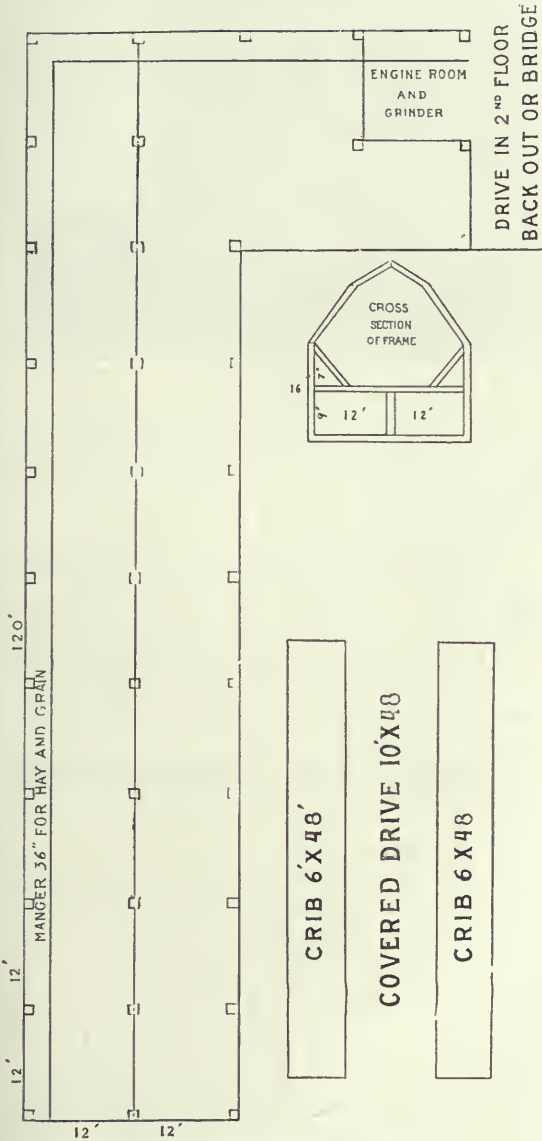 ENGINE ROOM
AND
GRINDER
DRIVE IN 2ND FLOOR
BACK OUT OR BRIDGE
CROSS
SECTION
OF FRAME
16
7'
9'
12'
12'
120'
MANGER 36" FOR HAY AND GRAIN
12'
12'
12'
12'
CRIB 6'X48'
COVERED DRIVE 10'X48
CRIB 6X48